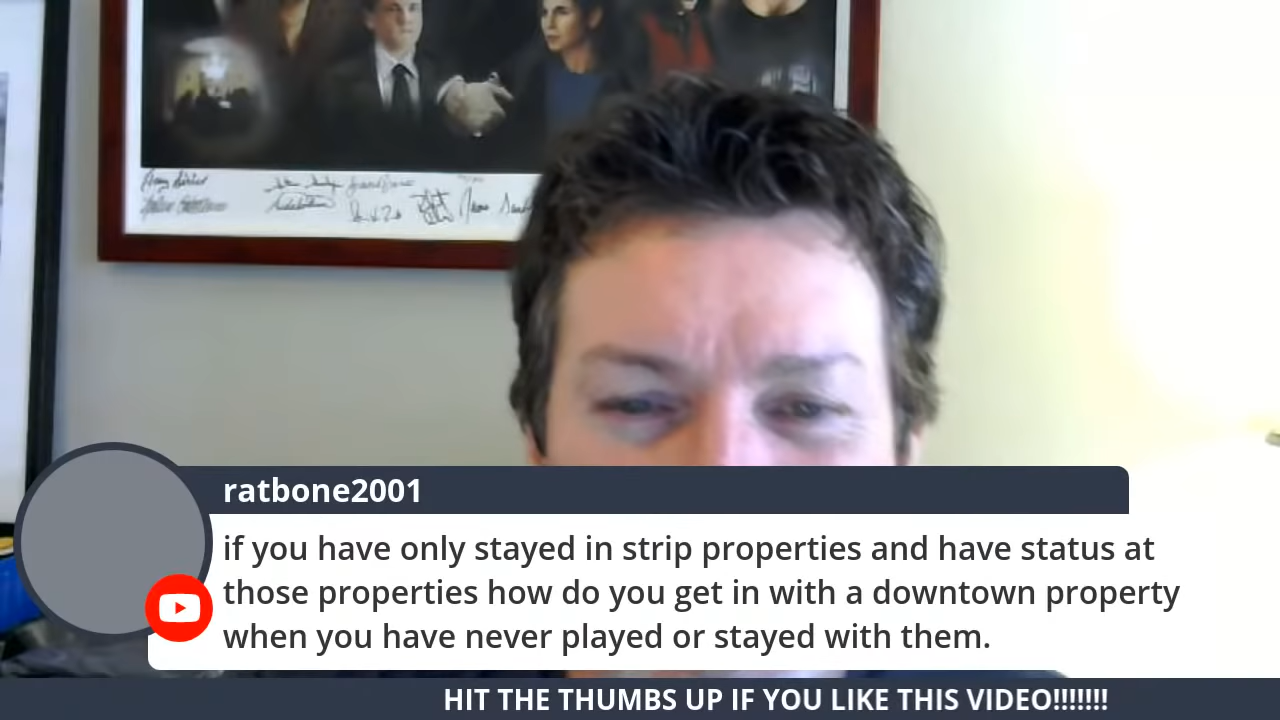 ratbone2001
if you have only stayed in strip properties and have status at
those properties how do you get in with a downtown property
when you have never played or stayed with them.
HIT THE THUMBS UP IF YOU LIKE THIS VIDEO!!!!!!!